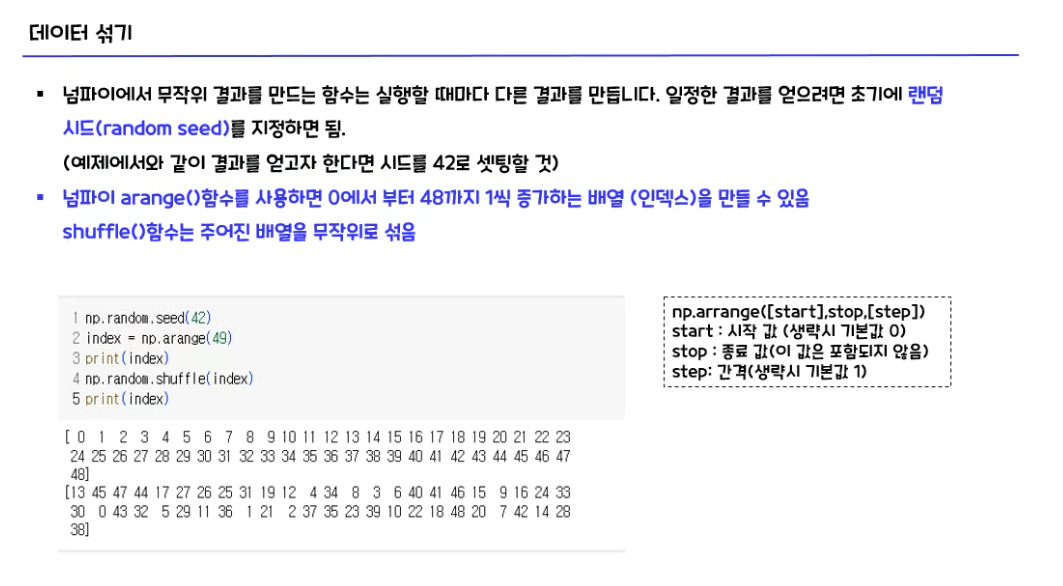 데이터 섞기
▪ 넘파이에서 무작위 결과를 만드는 함수는 실행할 때마다 다른 결과를 만듭니다. 일정한 결과를 얻으려면 초기에 랜덤
시드(random seed)를 지정하면 됨.
(예제에서와 같이 결과를 얻고자 한다면 시드를 42로 셋팅할 것)
▪ 넘파이 arange()함수를 사용하면 0에서 부터 48까지 1씩 증가하는 배열 (인덱스)을 만들 수 있음
shuffle()함수는 주어진 배열을 무작위로 섞음
1 np.random.seed(42)
2 index = np.arange(49)
3 print(index)
4 np.random.shuffle(index)
5 print(index)
np.arrange([start],stop,[step])
start : 시작 값 (생략시 기본값 0)
stop : 종료 값(이 값은 포함되지 않음)
step: 간격(생략시 기본값 1)
[ 0 1 2 3 4 5 6 7 8 9 10 11 12 13 14 15 16 17 18 19 20 21 22 23
24 25 26 27 28 29 30 31 32 33 34 35 36 37 38 39 40 41 42 43 44 45 46 47
48]
[13 45 47 44 17 27 26 25 31 19 12 4 34 8 3 6 40 41 46 15 9 16 24 33
30 0 43 32 5 29 11 36 1 21 2 37 35 23 39 10 22 18 48 20 7 42 14 28
38]